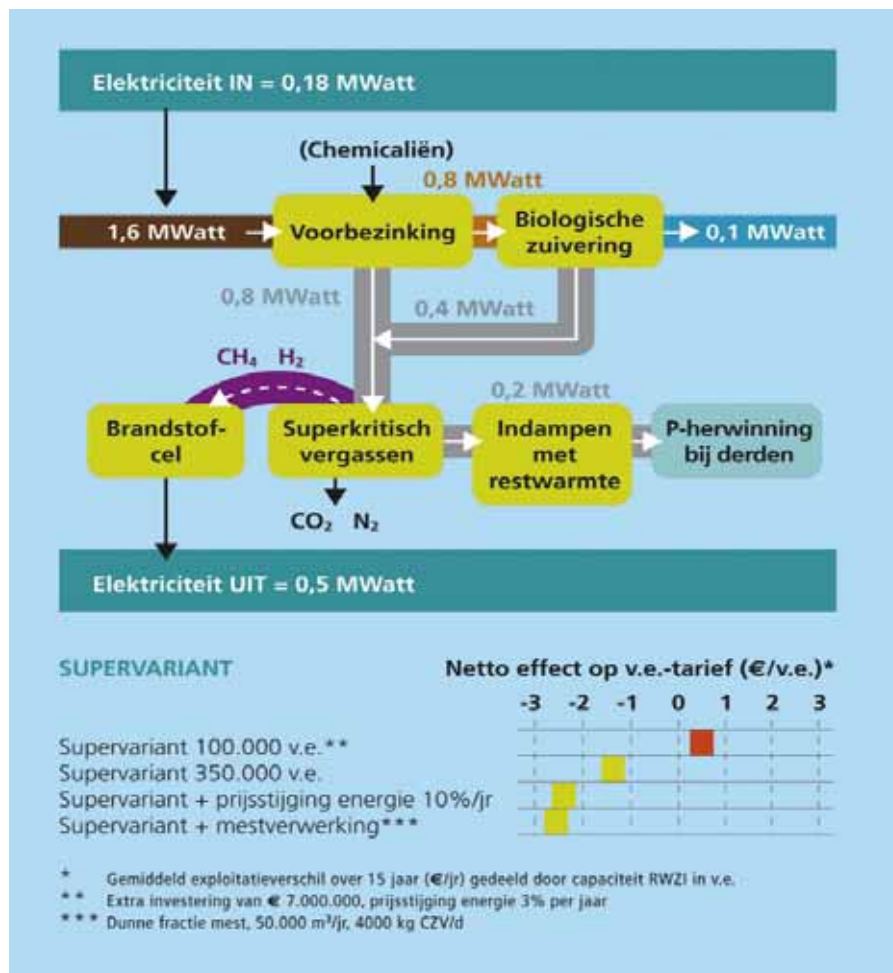 Elektriciteit IN = 0,18 MWatt
(Chemicaliën)
0,8 MWatt
1,6 MWatt
Voorbezinking
Biologische
zuivering
0,1 MWatt
0,8 MWatt
0,4 MWatt
CH₄ H₂
0,2 MWatt
Brandstof-
cel
Superkritisch
vergassen
Indampen
met
restwarmte
P-herwinning
bij derden
CO₂ N₂
Elektriciteit UIT = 0,5 MWatt
SUPERVARIANT
Netto effect op v.e.-tarief (€/v.e.)*
-3 -2 -1 0 1 2 3
Supervariant 100.000 v.e.**
Supervariant 350.000 v.e.
Supervariant + prijsstijging energie 10%/jr
Supervariant + mestverwerking***
* Gemiddeld exploitatieverschil over 15 jaar (€/jr) gedeeld door capaciteit RWZI in v.e.
** Extra investering van € 7.000.000, prijsstijging energie 3% per jaar
*** Dunne fractie mest, 50.000 m³/jr, 4000 kg CZV/d